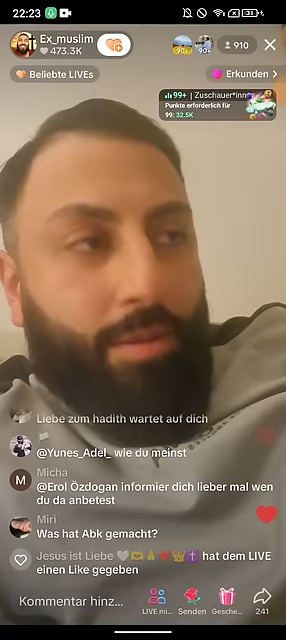 22:23
Ex_muslim
473.3K
90+
90+
910
Beliebte LIVEs
Erkunden >
99+ | Zuschauer*inne
Punkte erforderlich für
99: 32.5K
Liebe zum hadith wartet auf dich
@Yunes_Adel_ wie du meinst
M
Micha
@Erol Özdogan informier dich lieber mal wen
du da anbetest
Miri
Was hat Abk gemacht?
Jesus ist Liebe 🤍🫶🙏❤️👑✝️ hat dem LIVE
einen Like gegeben
Kommentar hinz...
LIVE mi...
Senden
Gesche...
241